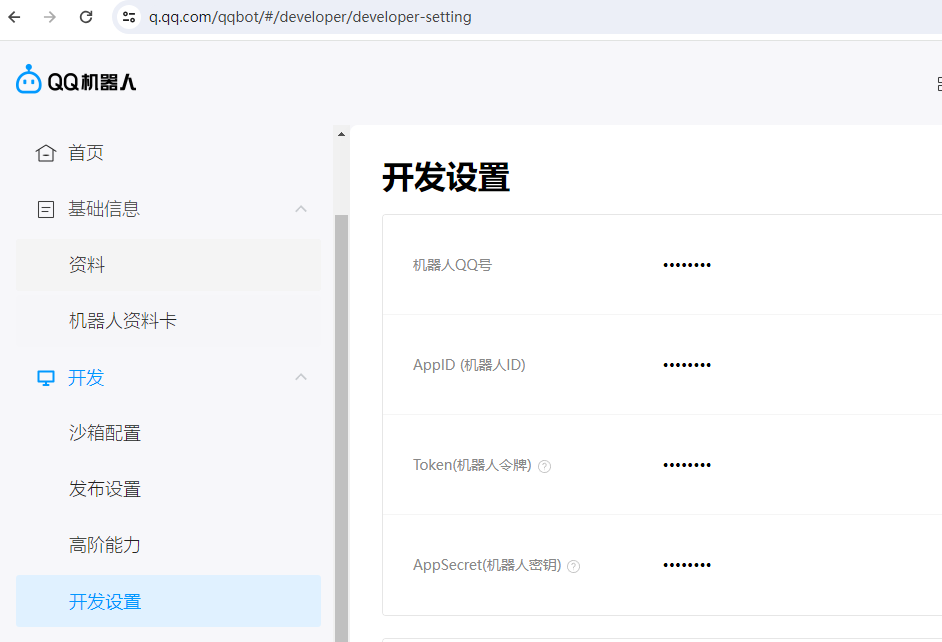 q.qq.com/qqbot/#/developer/developer-setting
QQ机器人
首页
基础信息
资料
机器人资料卡
开发
沙箱配置
发布设置
高阶能力
开发设置
开发设置
机器人QQ号 ••••••••
AppID (机器人ID) ••••••••
Token(机器人令牌) ? ••••••••
AppSecret(机器人密钥) ? ••••••••